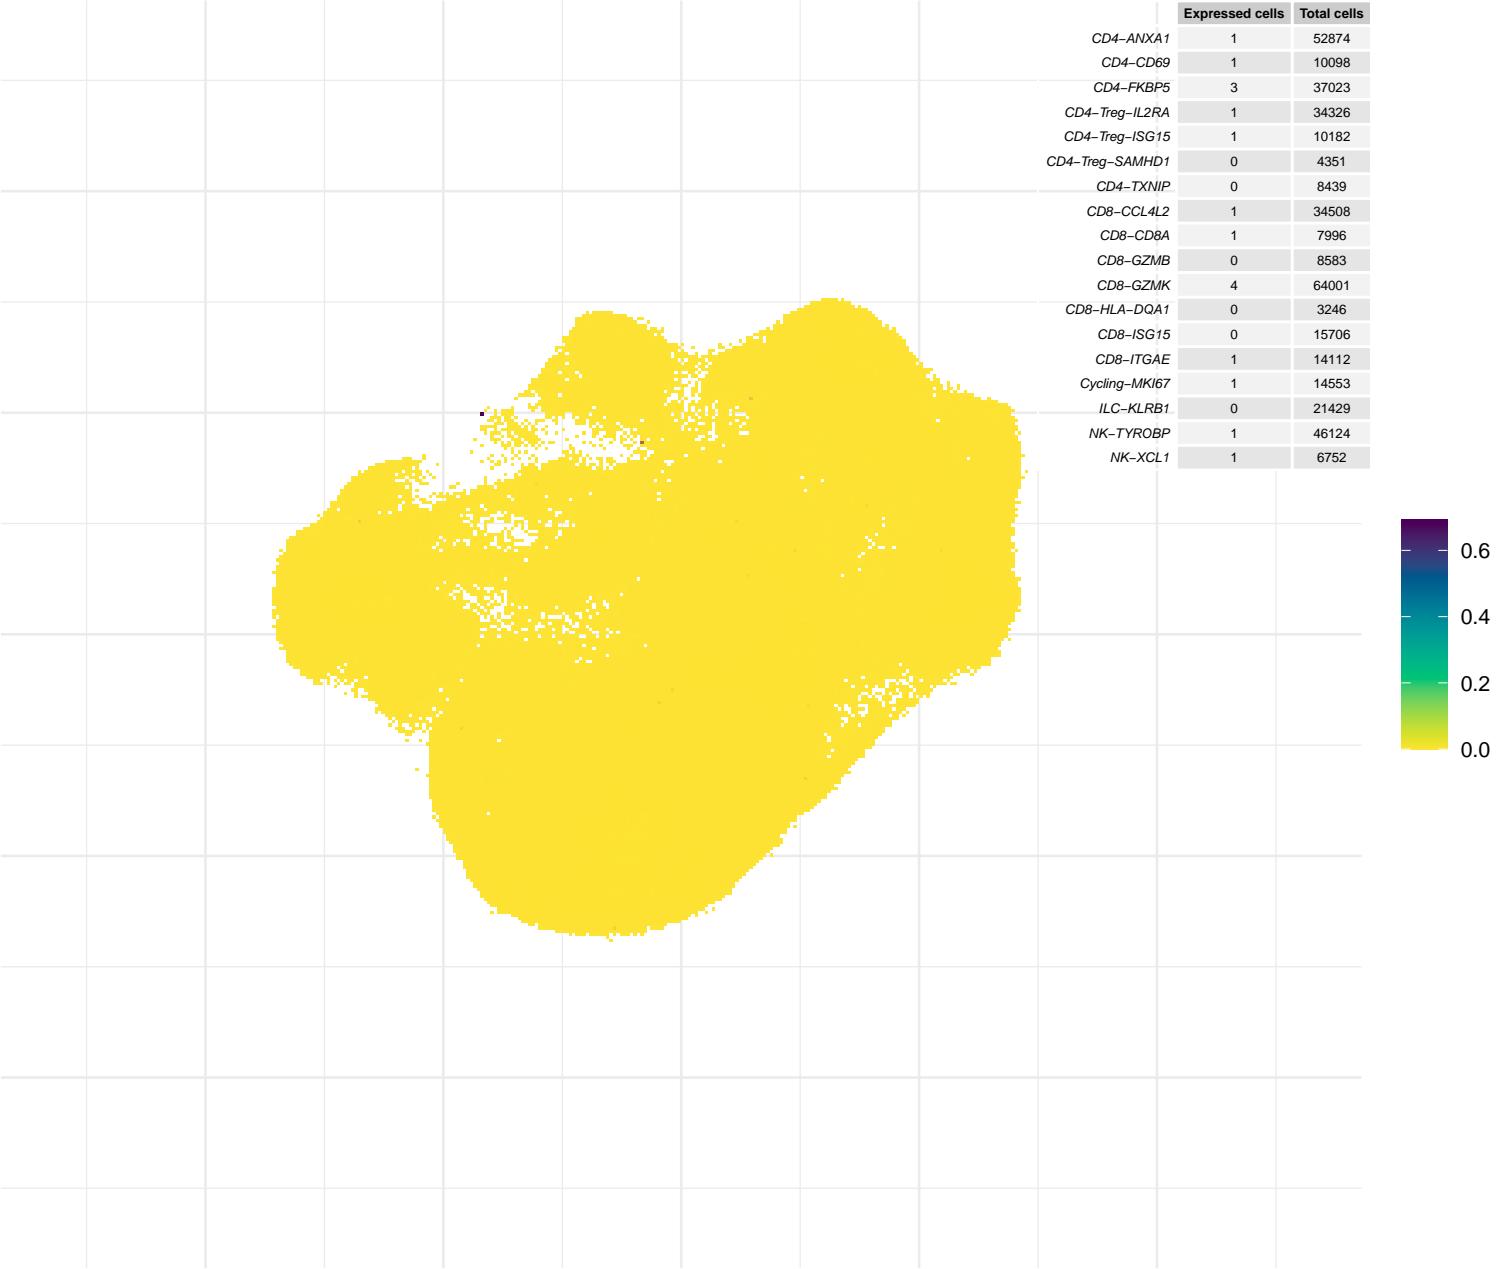 Expressed cells Total cells
CD4−ANXA1 1 52874
CD4−CD69 1 10098
CD4−FKBP5 3 37023
CD4−Treg−IL2RA 1 34326
CD4−Treg−ISG15 1 10182
CD4−Treg−SAMHD1 0 4351
CD4−TXNIP 0 8439
CD8−CCL4L2 1 34508
CD8−CD8A 1 7996
CD8−GZMB 0 8583
CD8−GZMK 4 64001
CD8−HLA−DQA1 0 3246
CD8−ISG15 0 15706
CD8−ITGAE 1 14112
Cycling−MKI67 1 14553
ILC−KLRB1 0 21429
NK−TYROBP 1 46124
NK−XCL1 1 6752
0.6
0.4
0.2
0.0